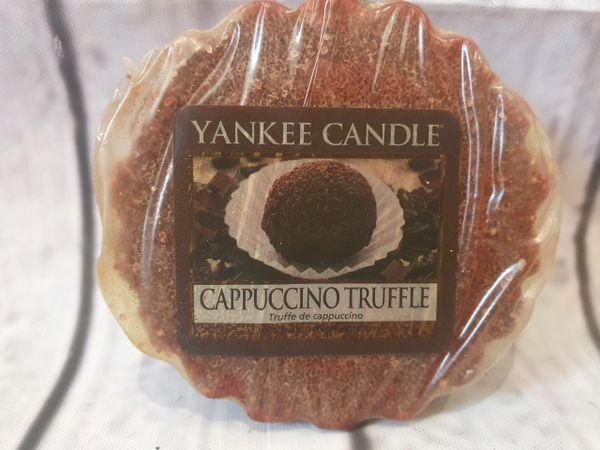 YANKEE CANDLE
CAPPUCCINO TRUFFLE
Truffe de cappuccino